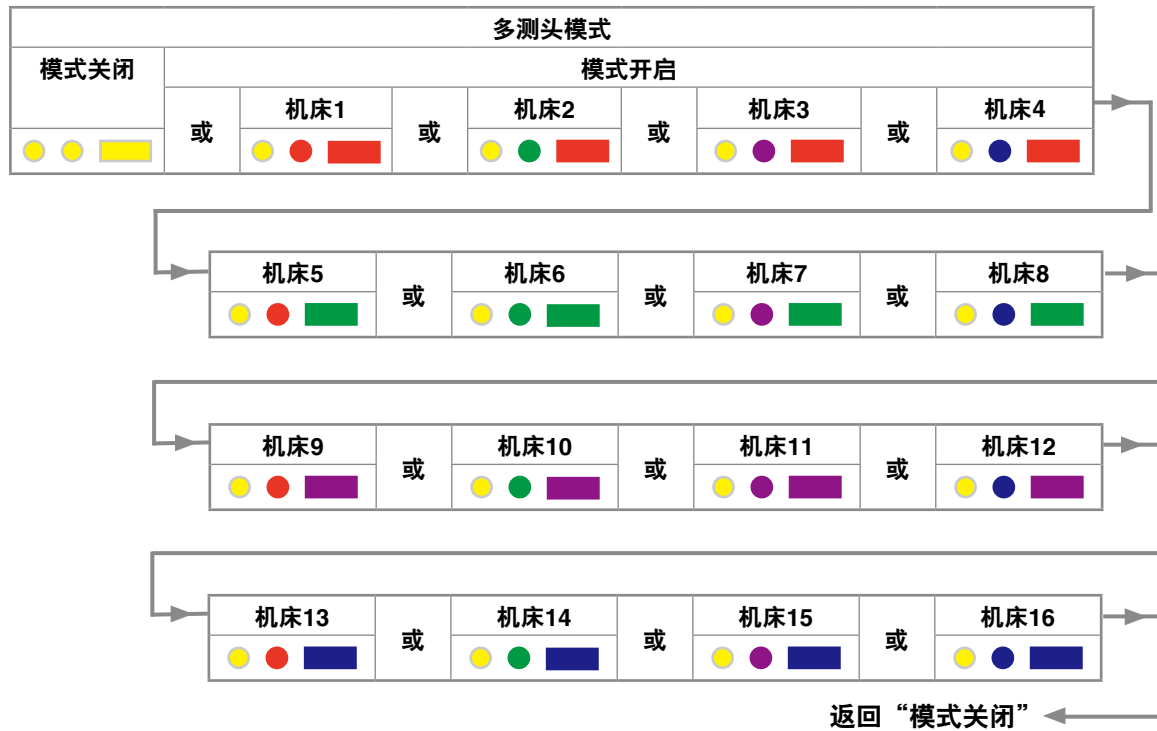 多测头模式
模式关闭
模式开启
或
机床1
或
机床2
或
机床3
或
机床4
机床5
或
机床6
或
机床7
或
机床8
机床9
或
机床10
或
机床11
或
机床12
机床13
或
机床14
或
机床15
或
机床16
返回“模式关闭”